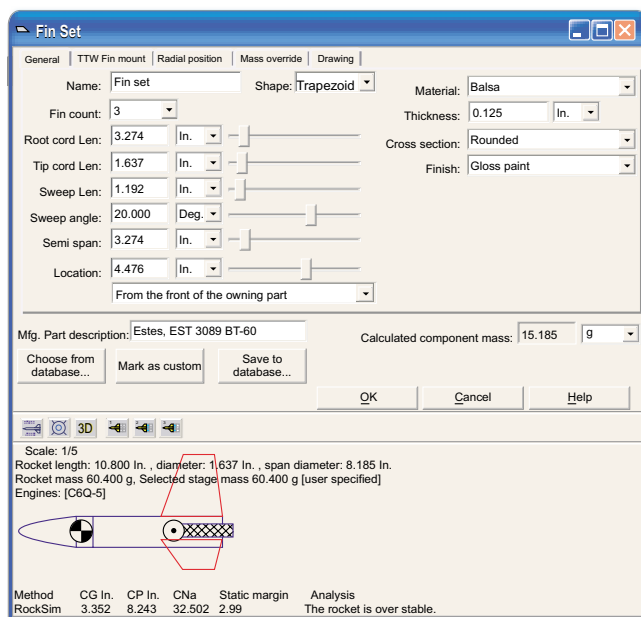 Fin Set
General TTW Fin mount Radial position Mass override Drawing
Name: Fin set Shape: Trapezoid Material: Balsa
Fin count: 3 Thickness: 0.125 In.
Root cord Len: 3.274 In. Cross section: Rounded
Tip cord Len: 1.637 In. Finish: Gloss paint
Sweep Len: 1.192 In.
Sweep angle: 20.000 Deg.
Semi span: 3.274 In.
Location: 4.476 In.
From the front of the owning part
Mfg. Part description: Estes, EST 3089 BT-60 Calculated component mass: 15.185 g
Choose from database... Mark as custom Save to database...
OK Cancel Help
3D
Scale: 1/5
Rocket length: 10.800 In. , diameter: 1.637 In. , span diameter: 8.185 In.
Rocket mass 60.400 g, Selected stage mass 60.400 g [user specified]
Engines: [C6Q-5]
Method CG In. CP In. CNa Static margin Analysis
RockSim 3.352 8.243 32.502 2.99 The rocket is over stable.